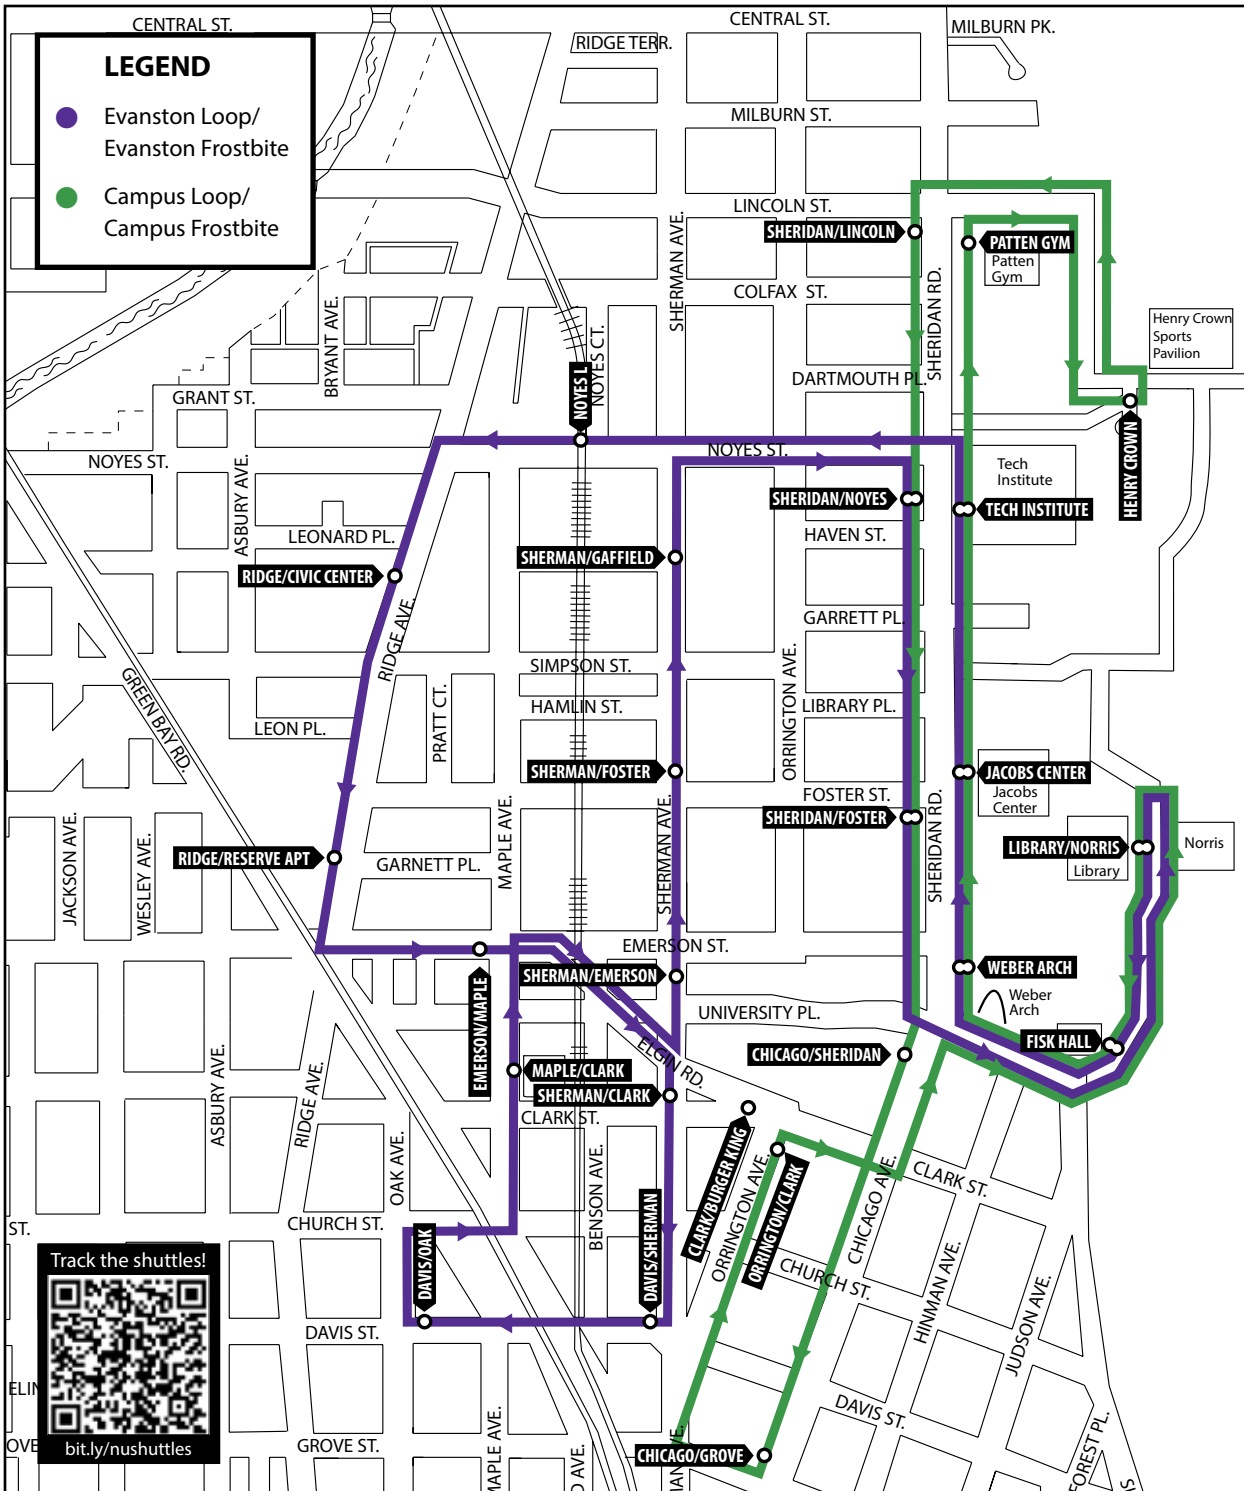 CENTRAL ST.
CENTRAL ST.
MILBURN PK.
RIDGE TERR.
LEGEND
Evanston Loop/
Evanston Frostbite
Campus Loop/
Campus Frostbite
MILBURN ST.
LINCOLN ST.
SHERIDAN/LINCOLN
PATTEN GYM
Patten
Gym
SHERMAN AVE.
COLFAX ST.
SHERIDAN RD.
Henry Crown
Sports
Pavilion
BRYANT AVE.
NOYES CT.
NOYES L
DARTMOUTH PL.
GRANT ST.
HENRY CROWN
NOYES ST.
NOYES ST.
ASBURY AVE.
Tech
Institute
SHERIDAN/NOYES
TECH INSTITUTE
LEONARD PL.
HAVEN ST.
SHERMAN/GAFFIELD
RIDGE/CIVIC CENTER
RIDGE AVE.
GARRETT PL.
SIMPSON ST.
ORRINGTON AVE.
HAMLIN ST.
LIBRARY PL.
GREEN BAY RD.
LEON PL.
PRATT CT.
SHERMAN/FOSTER
JACOBS CENTER
Jacobs
Center
FOSTER ST.
SHERIDAN/FOSTER
SHERIDAN RD.
JACKSON AVE.
WESLEY AVE.
RIDGE/RESERVE APT
GARNETT PL.
MAPLE AVE.
SHERMAN AVE.
LIBRARY/NORRIS
Norris
Library
EMERSON ST.
SHERMAN/EMERSON
WEBER ARCH
Weber
Arch
EMERSON/MAPLE
UNIVERSITY PL.
FISK HALL
ELGIN RD.
CHICAGO/SHERIDAN
MAPLE/CLARK
SHERMAN/CLARK
ASBURY AVE.
RIDGE AVE.
CLARK ST.
OAK AVE.
BENSON AVE.
CLARK/BURGER KING
ORRINGTON AVE.
ORRINGTON/CLARK
CHICAGO AVE.
CLARK ST.
ST.
CHURCH ST.
DAVIS/OAK
DAVIS/SHERMAN
CHURCH ST.
HINMAN AVE.
JUDSON AVE.
Track the shuttles!
DAVIS ST.
DAVIS ST.
ELIN
OVE
bit.ly/nushuttles
GROVE ST.
MAPLE AVE.
D AVE.
MAN AVE.
CHICAGO/GROVE
FOREST PL.